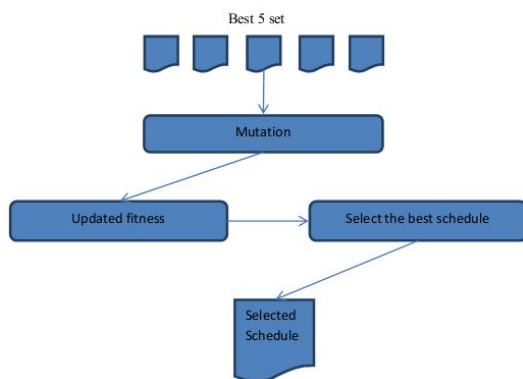 Best 5 set
Mutation
Updated fitness
Select the best schedule
Selected
Schedule